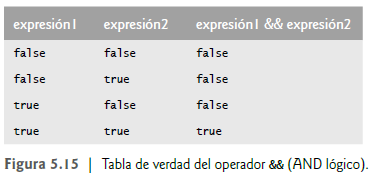 expresión1 expresión2 expresión1 && expresión2
false false false
false true false
true false false
true true true
Figura 5.15 | Tabla de verdad del operador && (AND lógico).